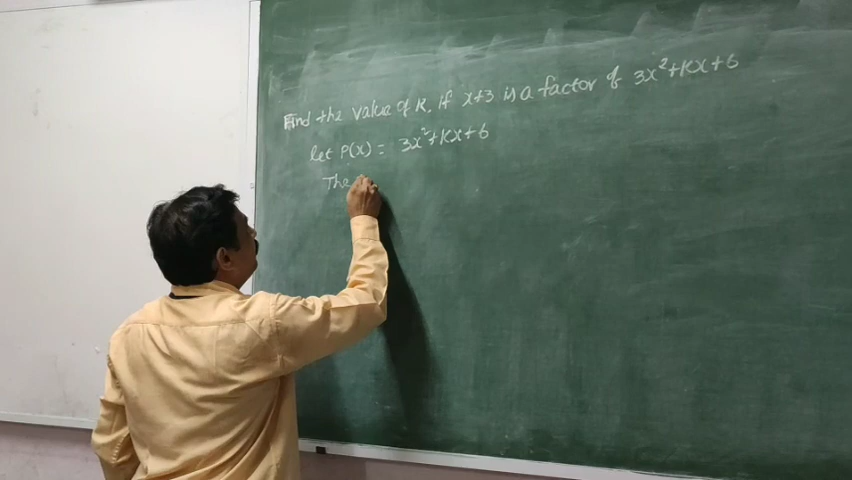 Find the value of K, if x+3 is a factor of 3x²+Kx+6
let P(x) = 3x²+Kx+6
The